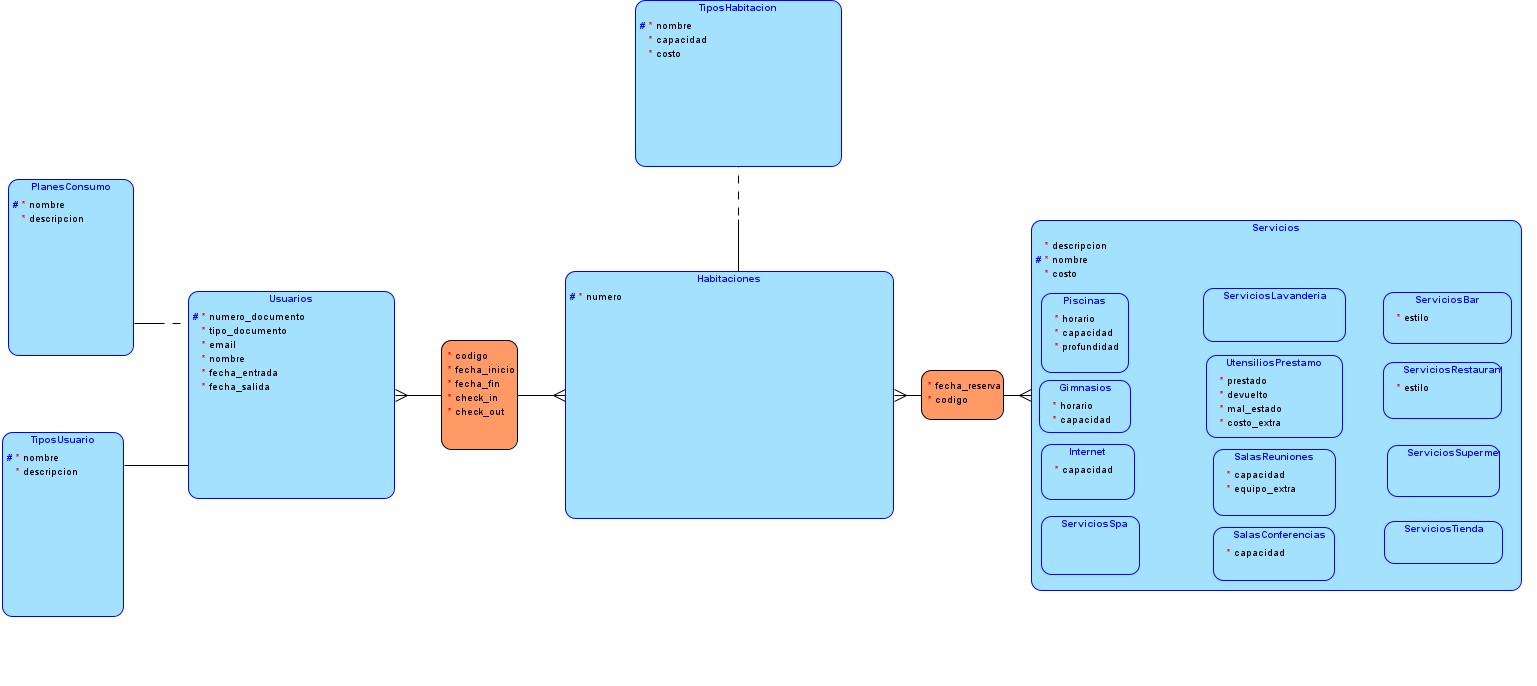 TiposHabitacion
# * nombre
* capacidad
* costo
PlanesConsumo
# * nombre
* descripcion
Usuarios
# * numero_documento
* tipo_documento
* email
* nombre
* fecha_entrada
* fecha_salida
TiposUsuario
# * nombre
* descripcion
* codigo
* fecha_inicio
* fecha_fin
* check_in
* check_out
Habitaciones
# * numero
* fecha_reserva
* codigo
Servicios
* descripcion
# * nombre
* costo
Piscinas
* horario
* capacidad
* profundidad
Gimnasios
* horario
* capacidad
Internet
* capacidad
ServiciosSpa
ServiciosLavanderia
UtensiliosPrestamo
* prestado
* devuelto
* mal_estado
* costo_extra
SalasReuniones
* capacidad
* equipo_extra
SalasConferencias
* capacidad
ServiciosBar
* estilo
ServiciosRestauran
* estilo
ServiciosSuperme
ServiciosTienda